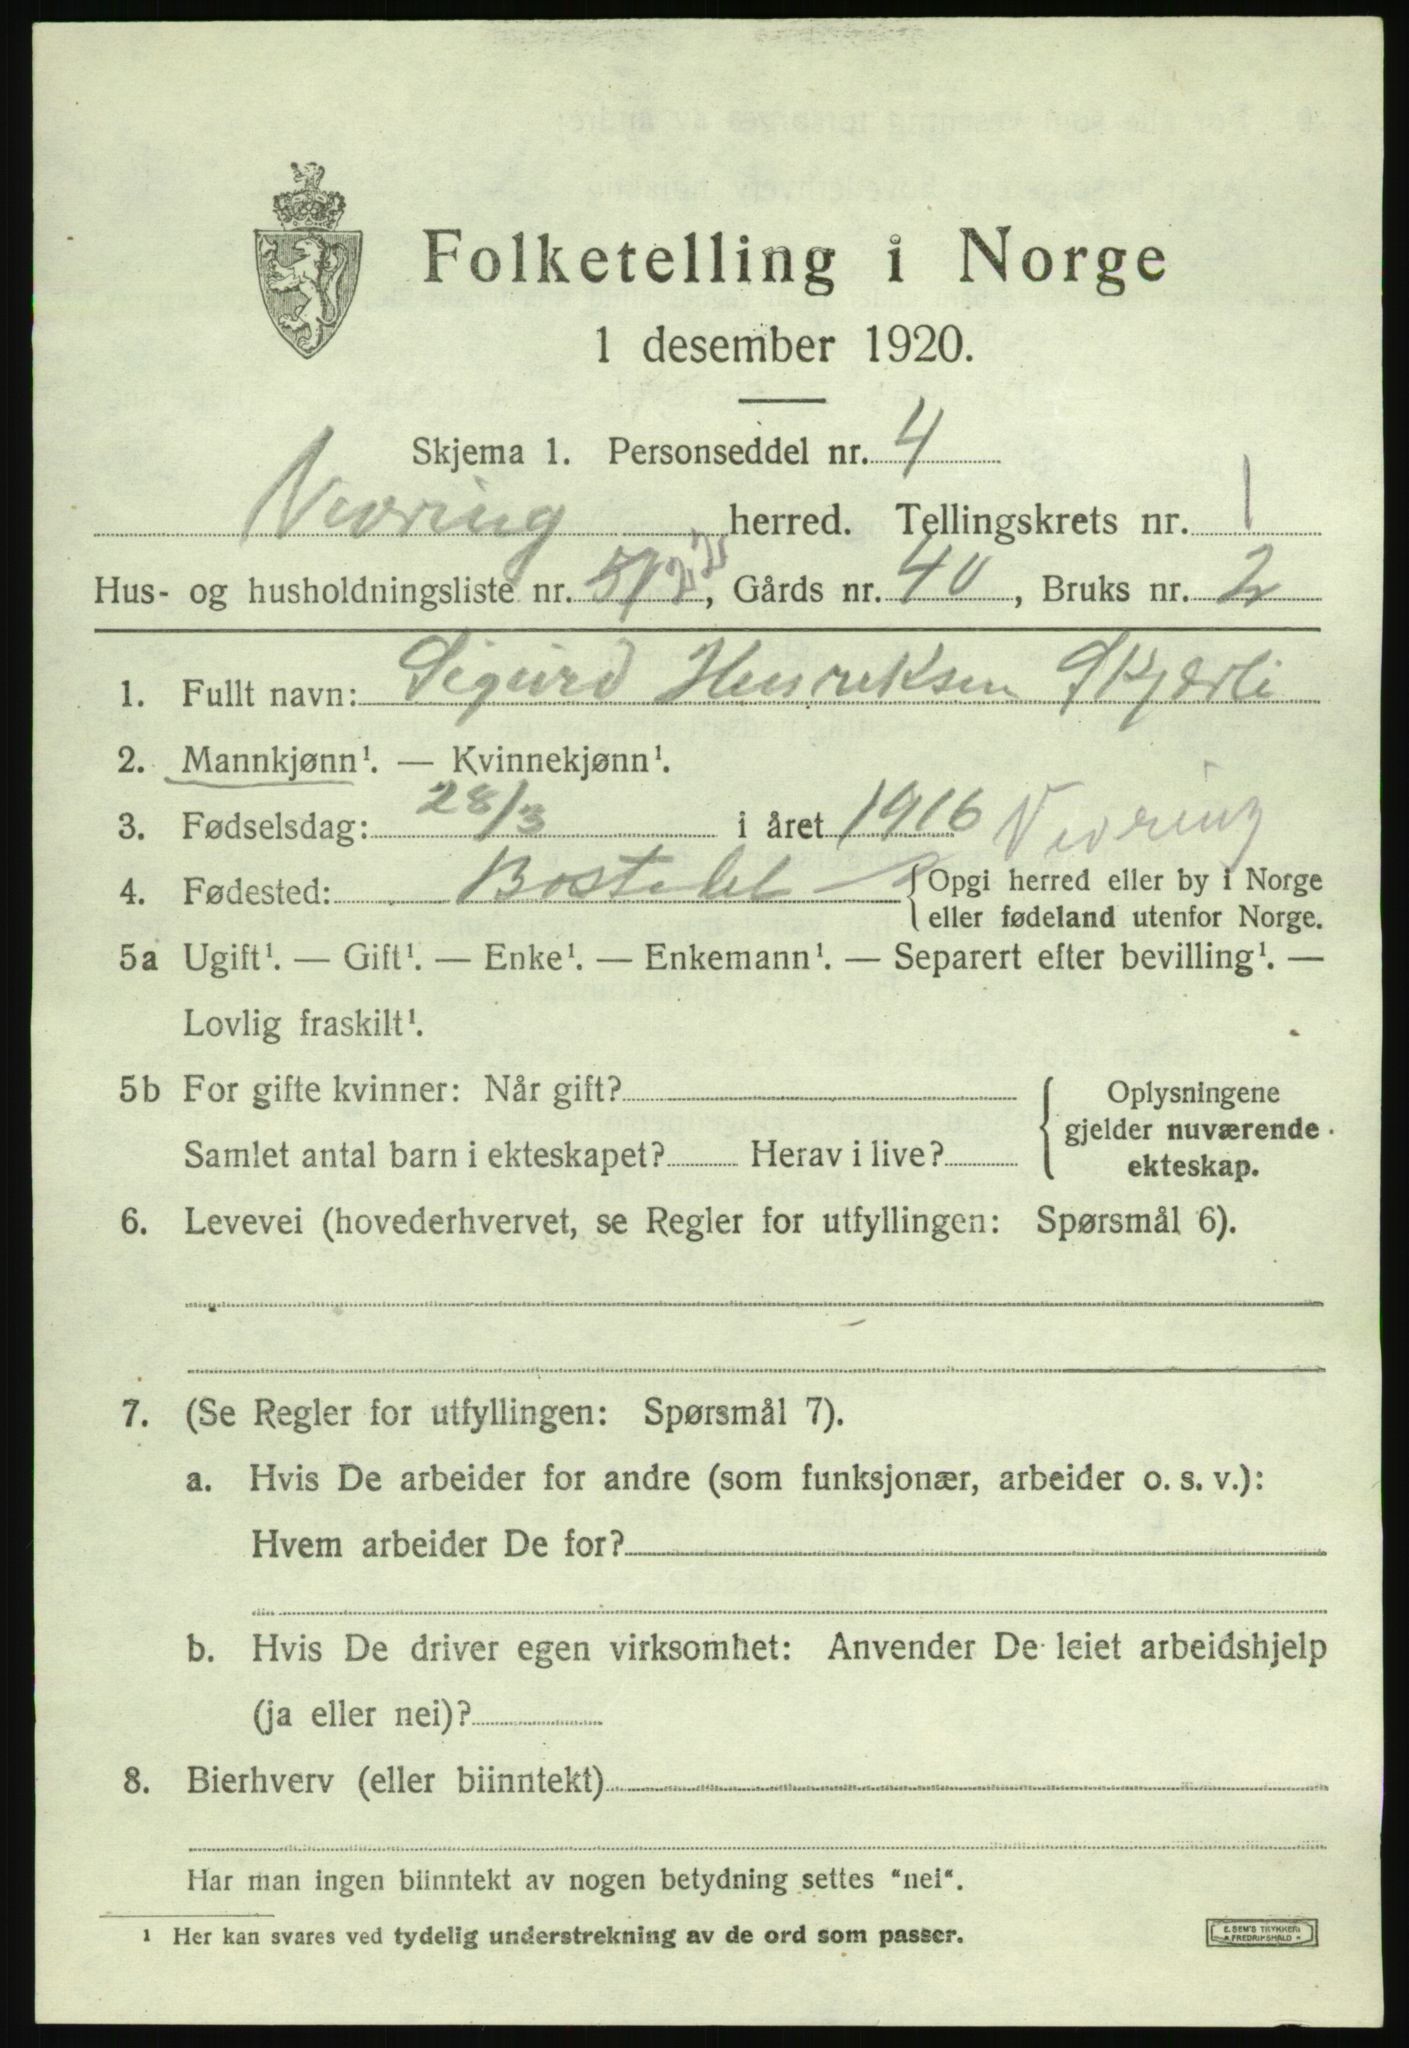 Folketelling i Norge
1 desember 1920.
Skjema 1. Personseddel nr. 4
Vevring herred. Tellingskrets nr. 1
Hus- og husholdningsliste nr. 22, Gårds nr. 40, Bruks nr. 2
1. Fullt navn: Sigurd Henriksen Skjerli
2. Mannkjønn¹. — Kvinnekjønn¹.
3. Fødselsdag: 28/3 i året 1916 Vevring
4. Fødested: Bostedet {Opgi herred eller by i Norge
eller fødeland utenfor Norge.
5a Ugift¹. — Gift¹. — Enke¹. — Enkemann¹. — Separert efter bevilling¹. —
Lovlig fraskilt¹.
5b For gifte kvinner: Når gift? Oplysningene
gjelder nuværende
Samlet antal barn i ekteskapet? Herav i live? ekteskap.
6. Levevei (hovederhvervet, se Regler for utfyllingen: Spørsmål 6).
7. (Se Regler for utfyllingen: Spørsmål 7).
a. Hvis De arbeider for andre (som funksjonær, arbeider o. s. v.):
Hvem arbeider De for?
b. Hvis De driver egen virksomhet: Anvender De leiet arbeidshjelp
(ja eller nei)?
8. Bierhverv (eller biinntekt)
Har man ingen biinntekt av nogen betydning settes "nei".
¹ Her kan svares ved tydelig understrekning av de ord som passer.
E. SEM'S TRYKKERI
FREDRIKSHALD